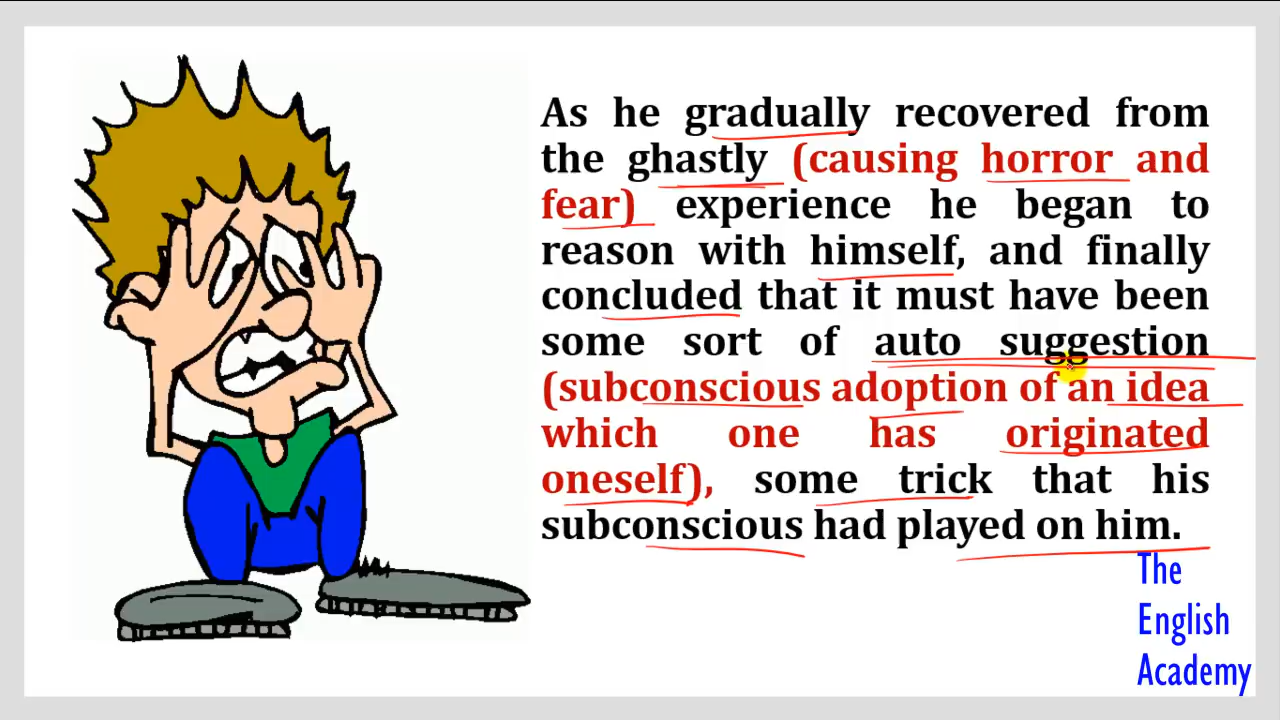 As he gradually recovered from
the ghastly (causing horror and
fear) experience he began to
reason with himself, and finally
concluded that it must have been
some sort of auto suggestion
(subconscious adoption of an idea
which one has originated
oneself), some trick that his
subconscious had played on him.
The
English
Academy